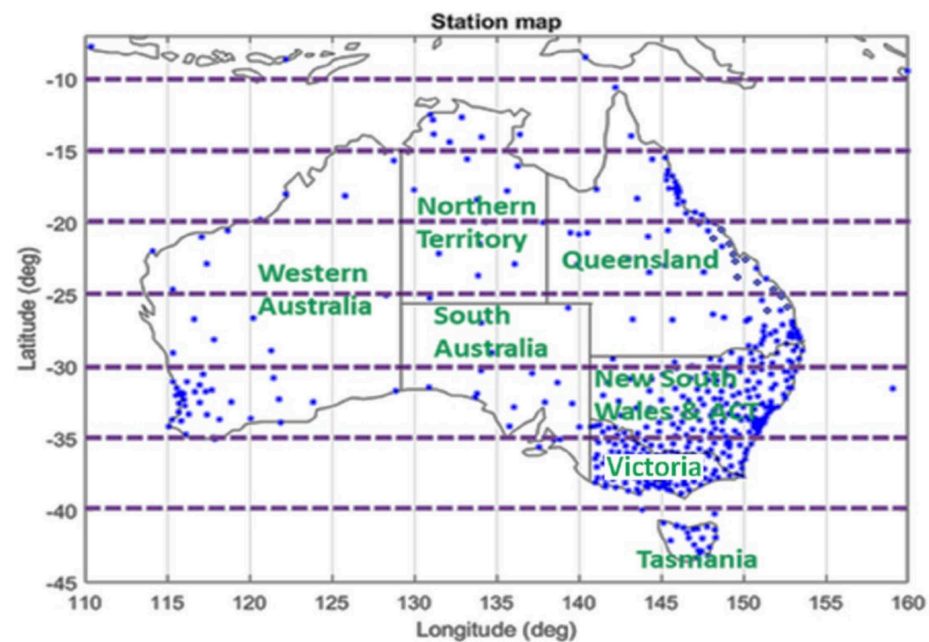 Station map
-10
-15
-20
-25
-30
-35
-40
-45
Latitude (deg)
Northern
Territory
Queensland
Western
Australia
South
Australia
New South
Wales & ACT
Victoria
Tasmania
110 115 120 125 130 135 140 145 150 155 160
Longitude (deg)